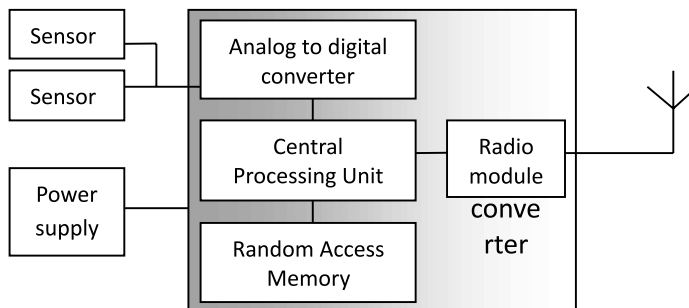 Sensor
Sensor
Power
supply
Analog to digital
converter
Central
Processing Unit
Random Access
Memory
Radio
module
conve
rter